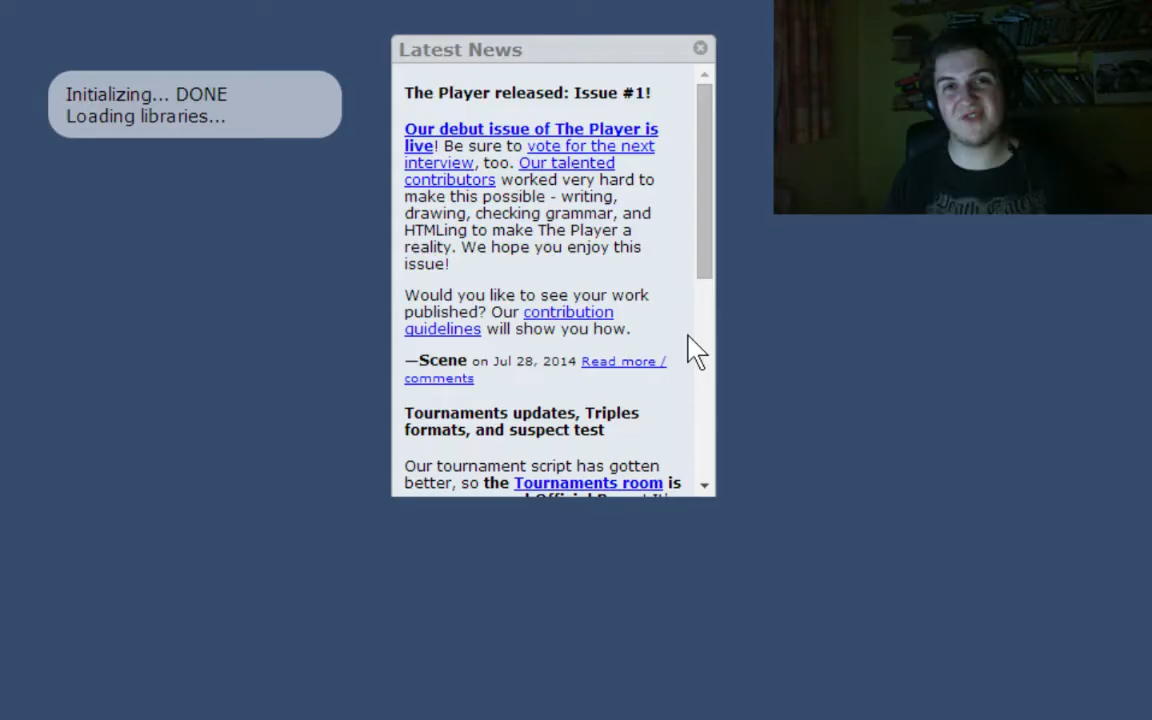 Initializing... DONE
Loading libraries...
Latest News
The Player released: Issue #1!
Our debut issue of The Player is
live! Be sure to vote for the next
interview, too. Our talented
contributors worked very hard to
make this possible - writing,
drawing, checking grammar, and
HTMLing to make The Player a
reality. We hope you enjoy this
issue!
Would you like to see your work
published? Our contribution
guidelines will show you how.
—Scene on Jul 28, 2014 Read more /
comments
Tournaments updates, Triples
formats, and suspect test
Our tournament script has gotten
better, so the Tournaments room is